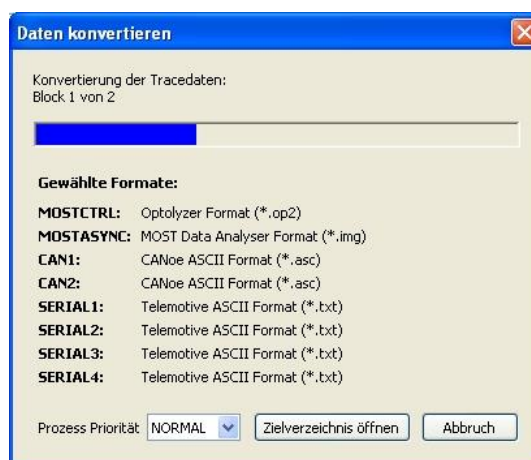 Daten konvertieren
Konvertierung der Tracedaten:
Block 1 von 2
Gewählte Formate:
MOSTCTRL: Optolyzer Format (*.op2)
MOSTASYNC: MOST Data Analyser Format (*.img)
CAN1: CANoe ASCII Format (*.asc)
CAN2: CANoe ASCII Format (*.asc)
SERIAL1: Telemotive ASCII Format (*.txt)
SERIAL2: Telemotive ASCII Format (*.txt)
SERIAL3: Telemotive ASCII Format (*.txt)
SERIAL4: Telemotive ASCII Format (*.txt)
Prozess Priorität NORMAL Zielverzeichnis öffnen Abbruch